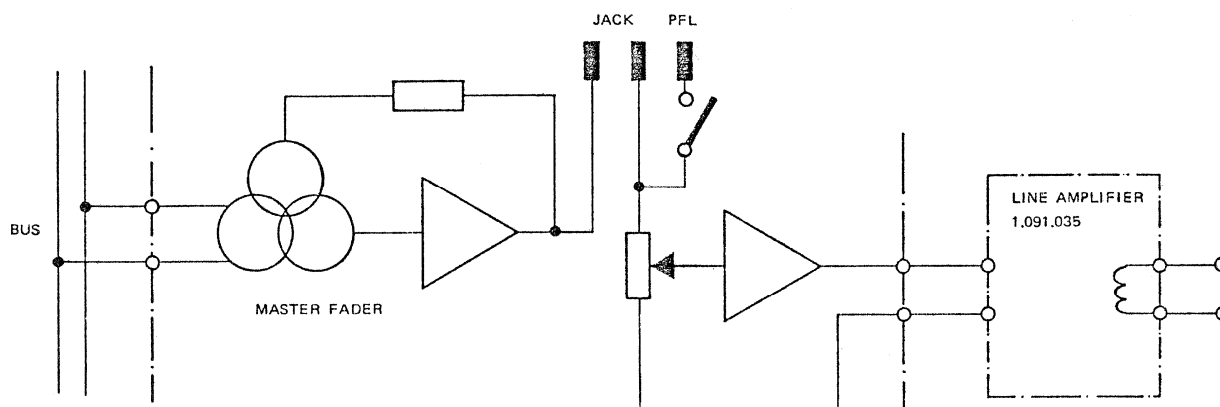 JACK PFL
BUS
LINE AMPLIFIER
1.091.035
MASTER FADER